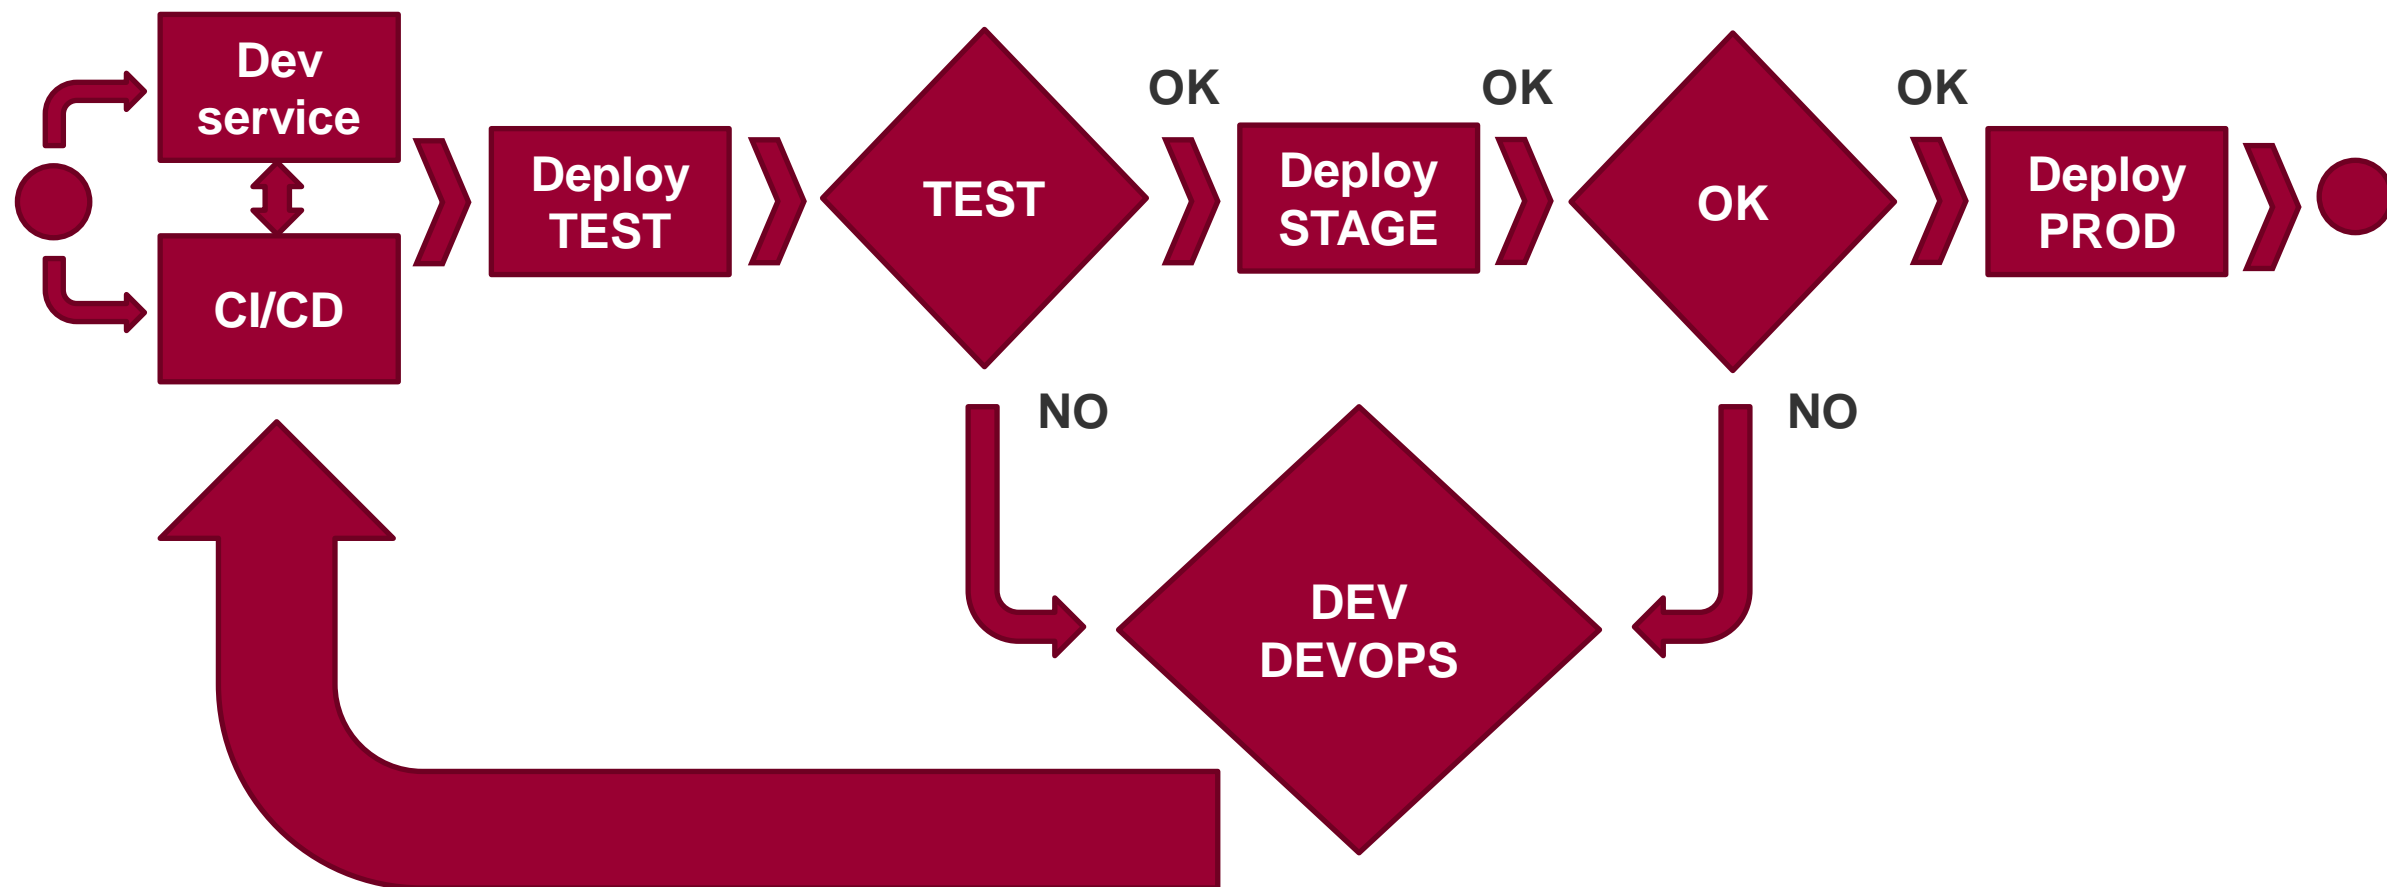 Dev
service
CI/CD
Deploy
TEST
TEST
OK
Deploy
STAGE
OK
OK
OK
Deploy
PROD
NO
NO
DEV
DEVOPS